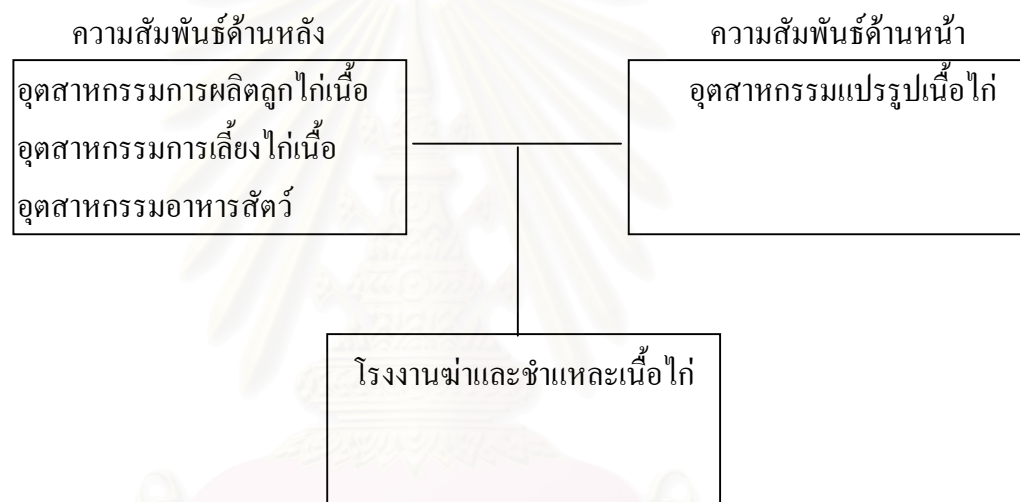 ความสัมพันธ์ด้านหลัง
อุตสาหกรรมการผลิตลูกไก่เนื้อ
อุตสาหกรรมการเลี้ยงไก่เนื้อ
อุตสาหกรรมอาหารสัตว์
ความสัมพันธ์ด้านหน้า
อุตสาหกรรมแปรรูปเนื้อไก่
โรงงานฆ่าและชำแหละเนื้อไก่